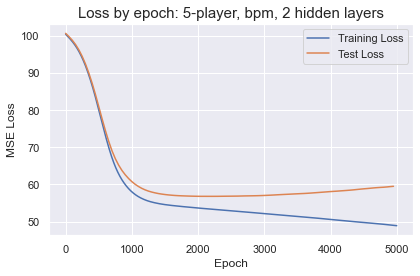 Loss by epoch: 5-player, bpm, 2 hidden layers
Training Loss
Test Loss
MSE Loss
100
90
80
70
60
50
0
1000
2000
3000
4000
5000
Epoch